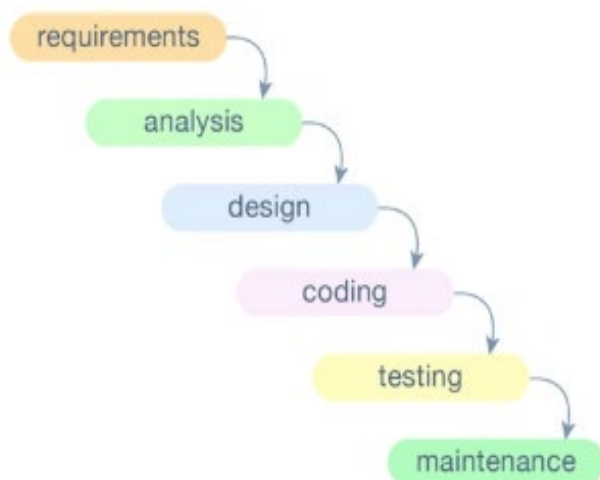 requirements
analysis
design
coding
testing
maintenance